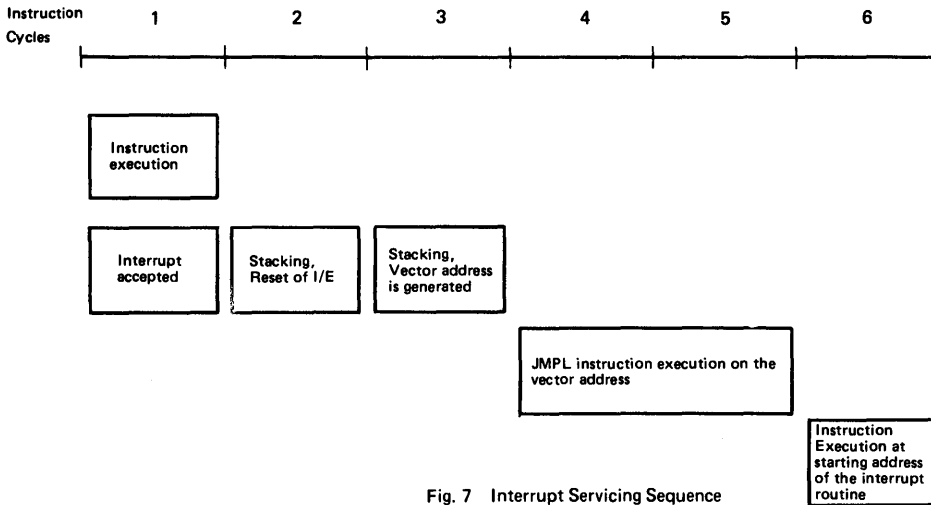 Instruction 1 2 3 4 5 6
Cycles
Instruction
execution
Interrupt
accepted
Stacking,
Reset of I/E
Stacking,
Vector address
is generated
JMPL instruction execution on the
vector address
Instruction
Execution at
starting address
of the interrupt
routine
Fig. 7 Interrupt Servicing Sequence